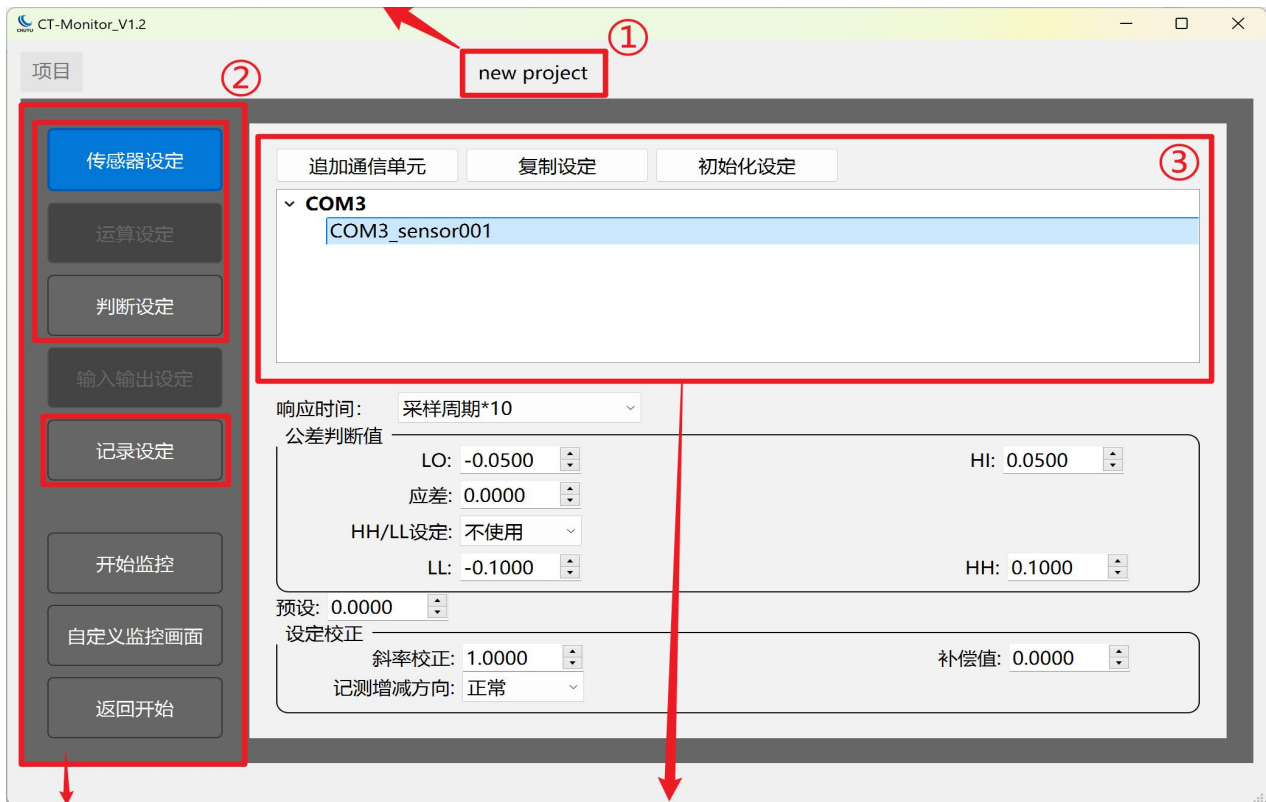 CHUYU CT-Monitor_V1.2
①
项目
new project
②
传感器设定
运算设定
判断设定
输入输出设定
记录设定
开始监控
自定义监控画面
返回开始
③
追加通信单元 复制设定 初始化设定
COM3
COM3_sensor001
响应时间: 采样周期*10
公差判断值
LO: -0.0500 HI: 0.0500
应差: 0.0000
HH/LL设定: 不使用
LL: -0.1000 HH: 0.1000
预设: 0.0000
设定校正
斜率校正: 1.0000 补偿值: 0.0000
记测增减方向: 正常